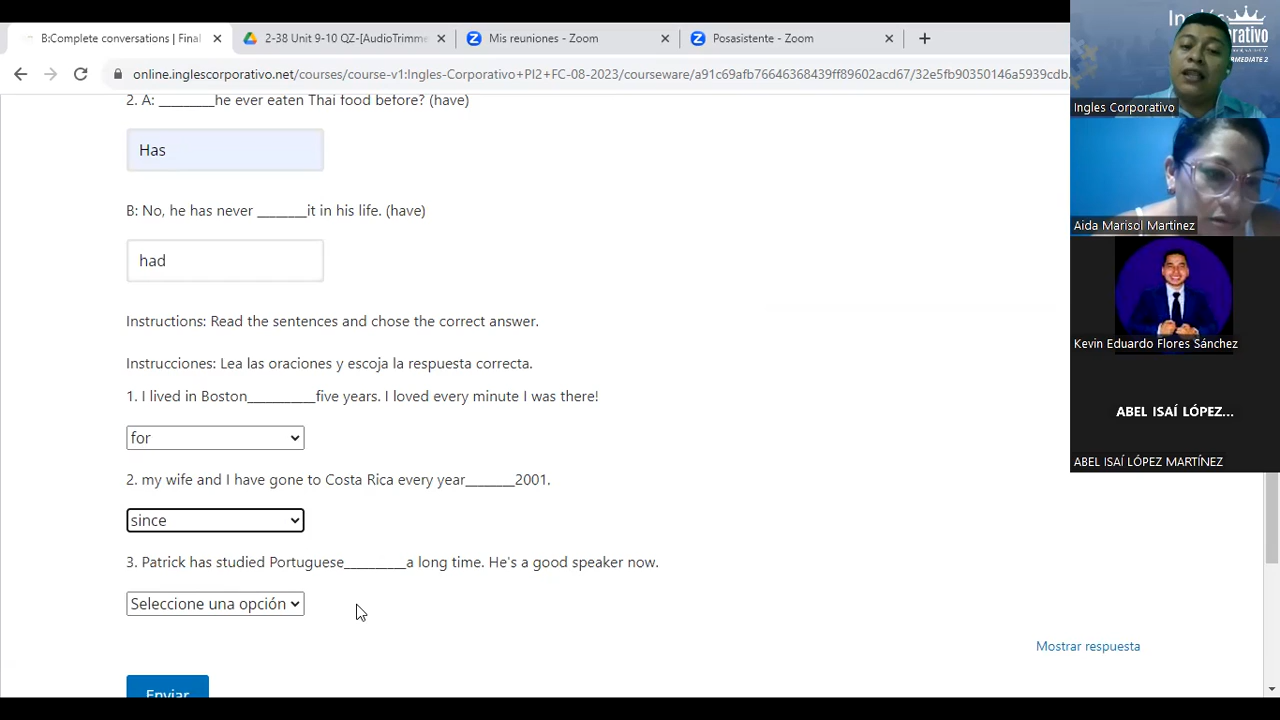 B:Complete conversations | Final
2-38 Unit 9-10 QZ-[AudioTrimme
Mis reuniones - Zoom
Posasistente - Zoom
online.inglescorporativo.net/courses/course-v1:Ingles-Corporativo+PI2+FC-08-2023/courseware/a91c69afb76646368439ff89602acd67/32e5fb90350146a5939cdb
2. A: ________he ever eaten Thai food before? (have)
Has
B: No, he has never _______it in his life. (have)
had
Instructions: Read the sentences and chose the correct answer.
Instrucciones: Lea las oraciones y escoja la respuesta correcta.
1. I lived in Boston__________five years. I loved every minute I was there!
for
2. my wife and I have gone to Costa Rica every year_______2001.
since
3. Patrick has studied Portuguese_________a long time. He's a good speaker now.
Seleccione una opción
Mostrar respuesta
Enviar
Ingles Corporativo
Aida Marisol Martinez
Kevin Eduardo Flores Sánchez
ABEL ISAÍ LÓPEZ...
ABEL ISAÍ LÓPEZ MARTÍNEZ